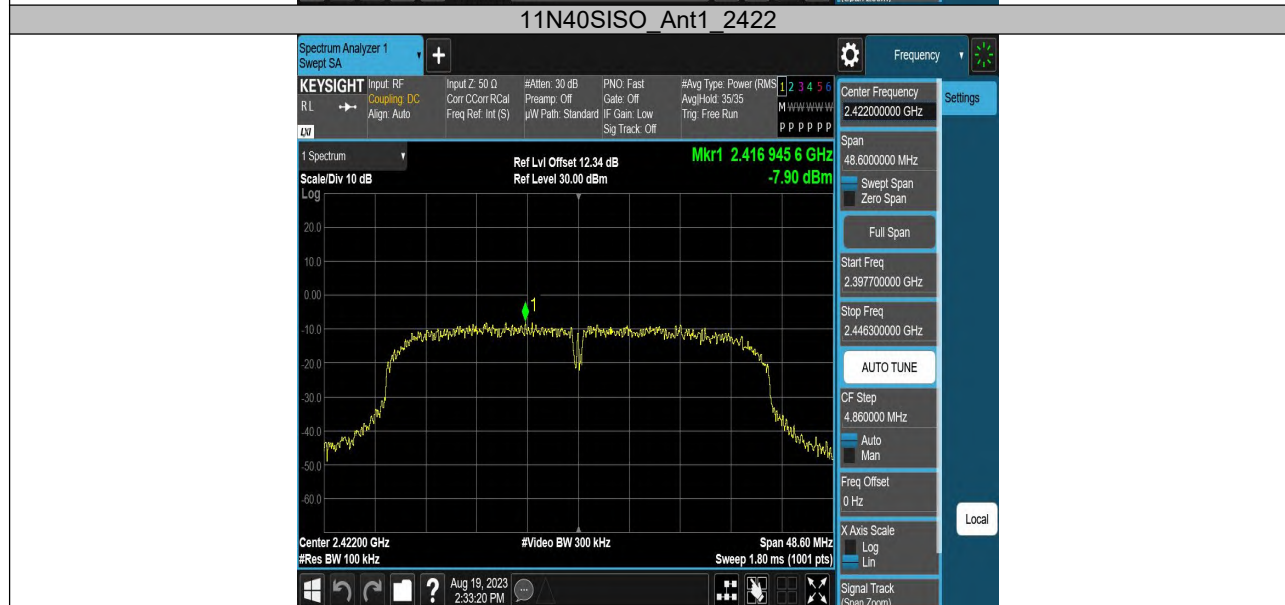 11N40SISO_Ant1_2422
Spectrum Analyzer 1
Swept SA
+
Frequency
KEYSIGHT
RL
LXI
Input: RF
Coupling: DC
Align: Auto
Input Z: 50 Ω
Corr CCorr RCal
Freq Ref: Int (S)
#Atten: 30 dB
Preamp: Off
µW Path: Standard
PNO: Fast
Gate: Off
IF Gain: Low
Sig Track: Off
#Avg Type: Power (RMS
Avg|Hold: 35/35
Trig: Free Run
1 2 3 4 5 6
M W W W W W
P P P P P P
1 Spectrum
Scale/Div 10 dB
Ref Lvl Offset 12.34 dB
Ref Level 30.00 dBm
Mkr1 2.416 945 6 GHz
-7.90 dBm
Log
20.0
10.0
0.00
-10.0
-20.0
-30.0
-40.0
-50.0
-60.0
1
Center 2.42200 GHz
#Res BW 100 kHz
#Video BW 300 kHz
Span 48.60 MHz
Sweep 1.80 ms (1001 pts)
?
Aug 19, 2023
2:33:20 PM
Center Frequency
2.422000000 GHz
Settings
Span
48.6000000 MHz
Swept Span
Zero Span
Full Span
Start Freq
2.397700000 GHz
Stop Freq
2.446300000 GHz
AUTO TUNE
CF Step
4.860000 MHz
Auto
Man
Freq Offset
0 Hz
X Axis Scale
Log
Lin
Local
Signal Track
(Span Zoom)